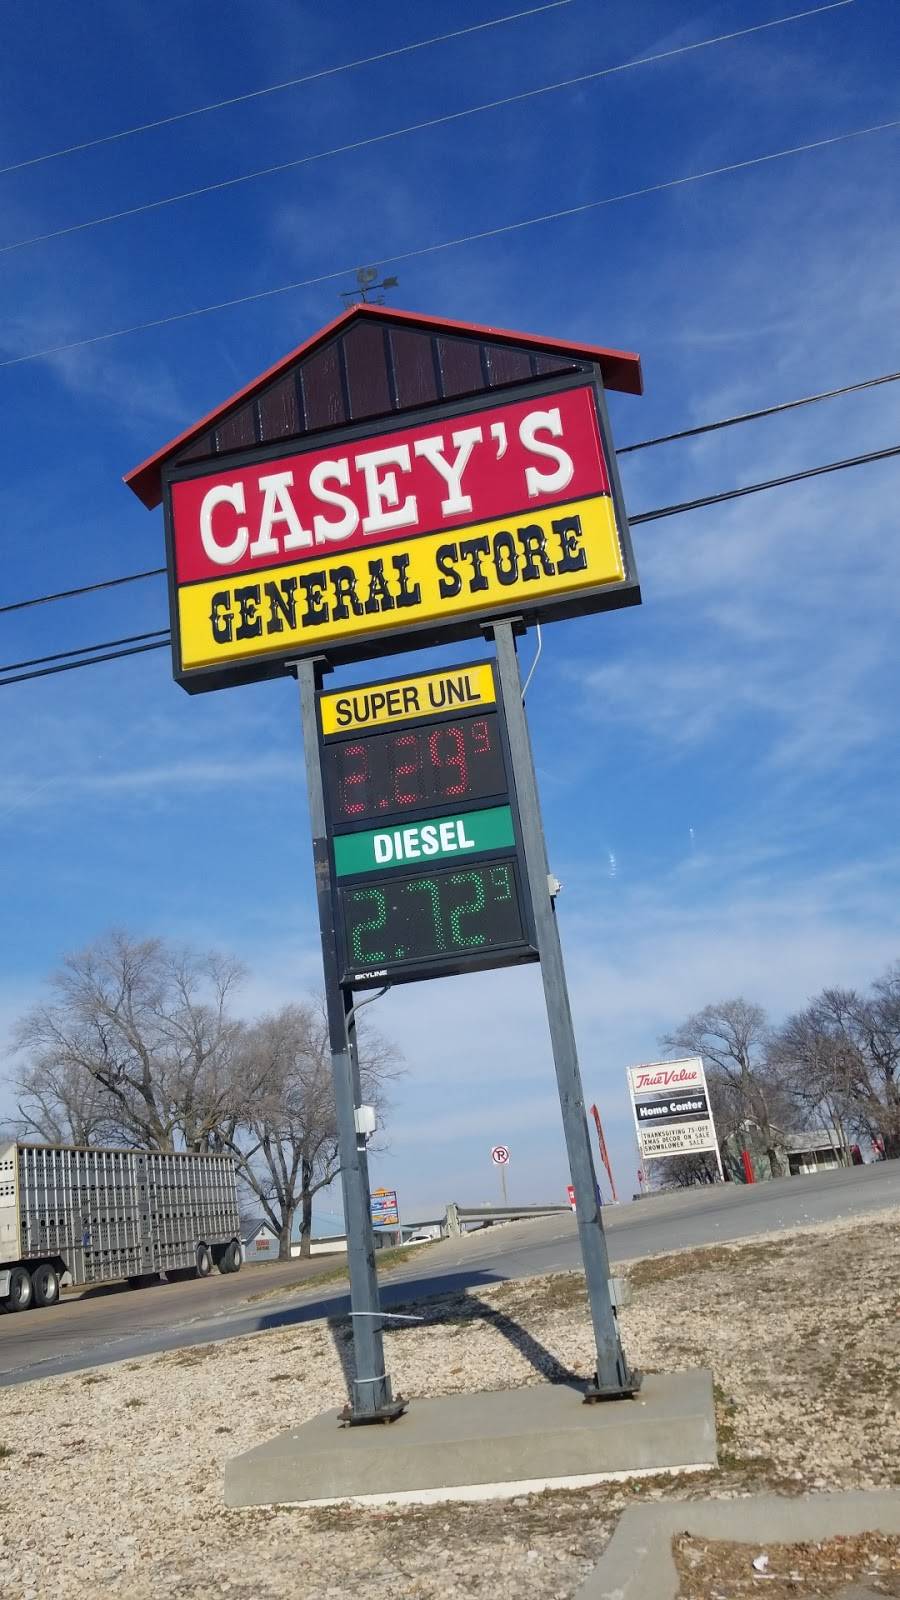 CASEY'S
GENERAL STORE
SUPER UNL
2.29 9
DIESEL
2.72 9
SKYLINE
True Value
Home Center
THANKSGIVING 75-OFF
XMAS DECOR ON SALE
SNOWBLOWER SALE
R